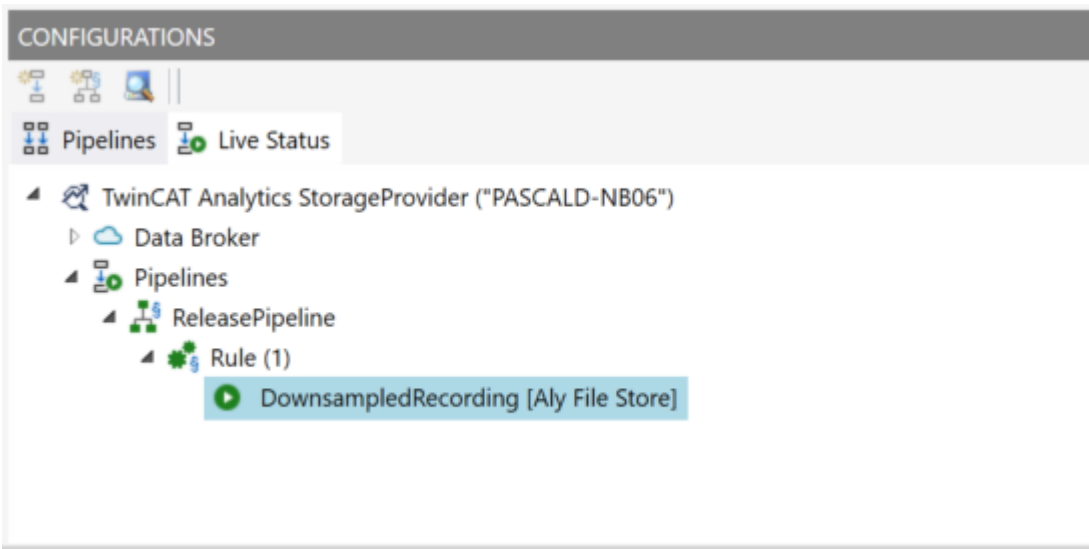 CONFIGURATIONS
Pipelines Live Status
TwinCAT Analytics StorageProvider ("PASCALD-NB06")
Data Broker
Pipelines
ReleasePipeline
Rule (1)
DownsampledRecording [Aly File Store]